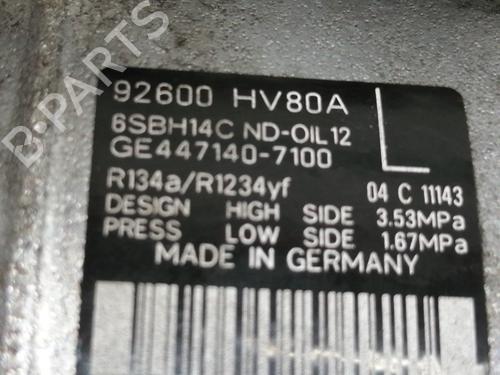 B-PARTS
92600 HV80A
6SBH14C ND-OIL12
GE447140-7100
R134a/R1234yf 04 C 11143
DESIGN HIGH SIDE 3.53MPa
PRESS LOW SIDE 1.67MPa
MADE IN GERMANY
L